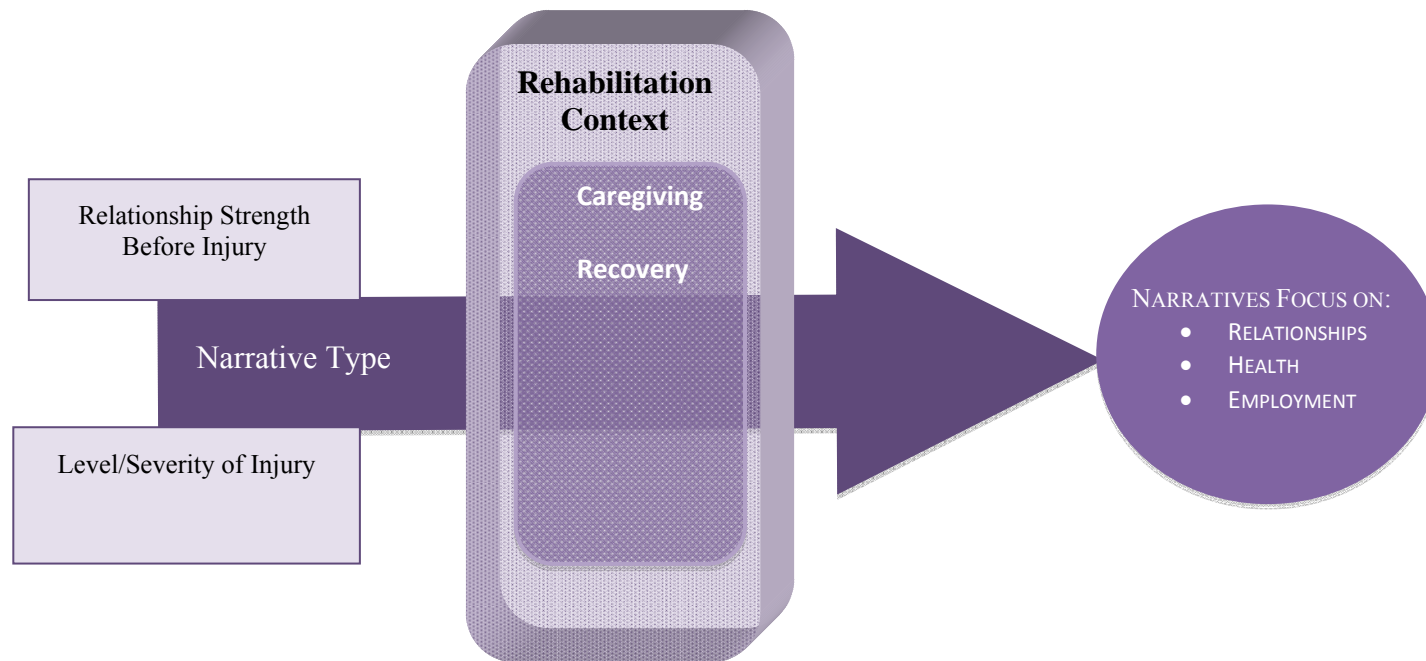 Rehabilitation
Context
Caregiving
Recovery
Relationship Strength
Before Injury
Narrative Type
Level/Severity of Injury
NARRATIVES FOCUS ON:
• RELATIONSHIPS
• HEALTH
• EMPLOYMENT